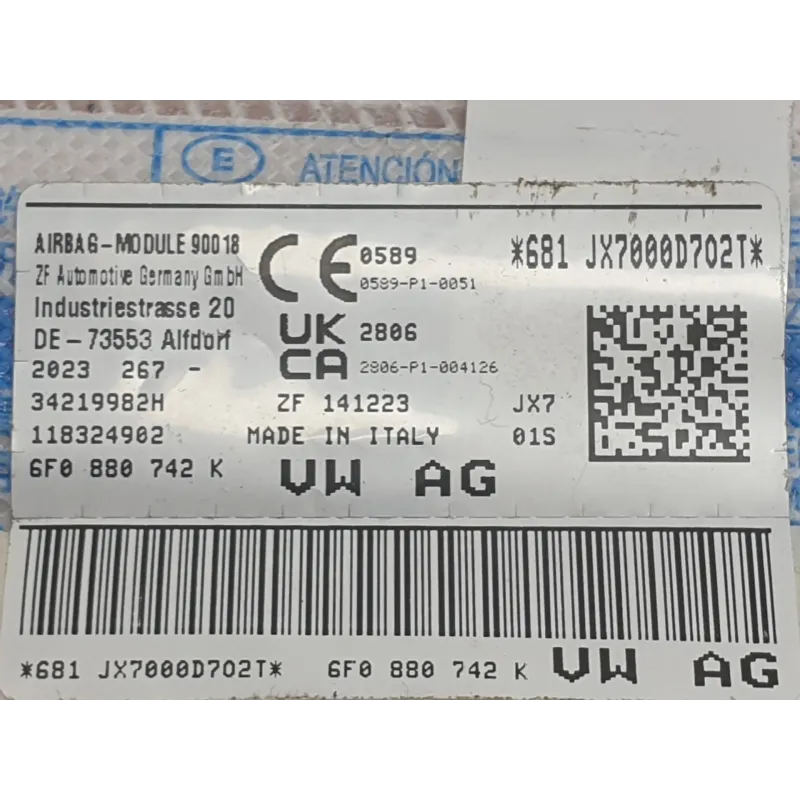 E
ATENCIÓN
AIRBAG-MODULE 90018
ZF Automotive Germany GmbH
Industriestrasse 20
DE-73553 Alfdorf
2023 267 -
34219982H
118324902
6F0 880 742 K
CE 0589
0589-P1-0051
UK
CA
2806
2806-P1-004126
ZF 141223
MADE IN ITALY
VW AG
*681 JX7000D702T*
JX7
01S
*681 JX7000D702T* 6F0 880 742 K VW AG